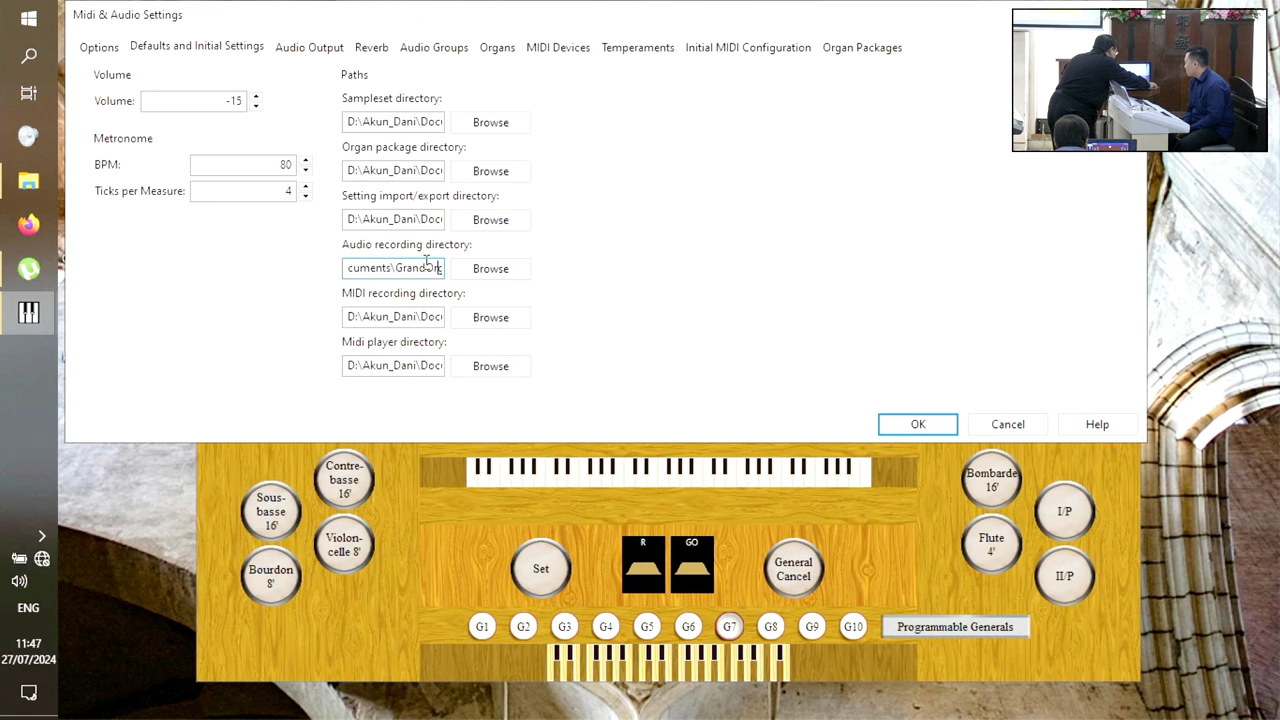 Midi & Audio Settings
Options
Defaults and Initial Settings
Audio Output
Reverb
Audio Groups
Organs
MIDI Devices
Temperaments
Initial MIDI Configuration
Organ Packages
Volume
Volume:
-15
Metronome
BPM:
80
Ticks per Measure:
4
Paths
Sampleset directory:
D:\Akun_Dani\Doc
Browse
Organ package directory:
D:\Akun_Dani\Doc
Browse
Setting import/export directory:
D:\Akun_Dani\Doc
Browse
Audio recording directory:
cuments\GrandOr
Browse
MIDI recording directory:
D:\Akun_Dani\Doc
Browse
Midi player directory:
D:\Akun_Dani\Doc
Browse
OK
Cancel
Help
Contre-
basse
16'
Sous-
basse
16'
Violon-
celle 8'
Bourdon
8'
Set
R
GO
General
Cancel
Bombarde
16'
I/P
Flute
4'
II/P
G1
G2
G3
G4
G5
G6
G7
G8
G9
G10
Programmable Generals
ENG
11:47
27/07/2024